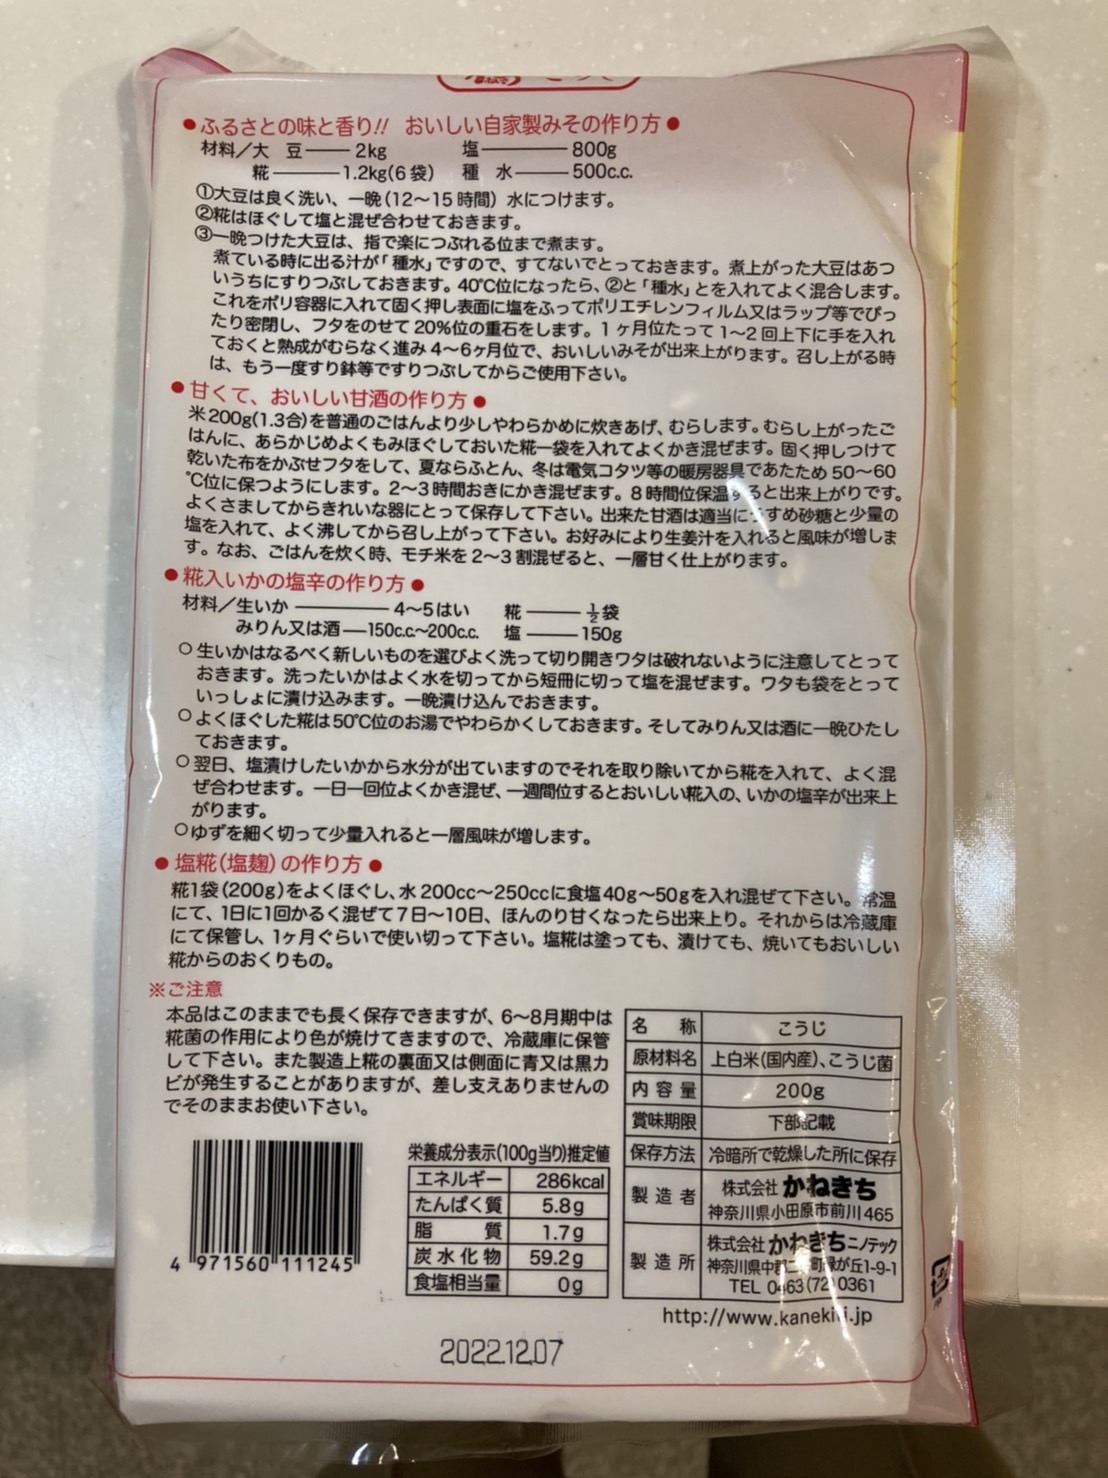 ●ふるさとの味と香り!! おいしい自家製みその作り方●
材料／大 豆 2kg 塩 800g
糀 1.2kg(6袋) 種 水 500c.c.
①大豆は良く洗い、一晩(12〜15時間)水につけます。
②糀はほぐして塩と混ぜ合わせておきます。
③一晩つけた大豆は、指で楽につぶれる位まで煮ます。
煮ている時に出る汁が「種水」ですので、すてないでとっておきます。煮上がった大豆はあつ
いうちにすりつぶしておきます。40℃位になったら、②と「種水」とを入れてよく混合します。
これをポリ容器に入れて固く押し表面に塩をふってポリエチレンフィルム又はラップ等でぴっ
たり密閉し、フタをのせて20%位の重石をします。1ヶ月位たって1〜2回上下に手を入れ
ておくと熟成がむらなく進み4〜6ヶ月位で、おいしいみそが出来上がります。召し上がる時
は、もう一度すり鉢等ですりつぶしてからご使用下さい。
●甘くて、おいしい甘酒の作り方●
米200g(1.3合)を普通のごはんより少しやわらかめに炊きあげ、むらします。むらし上がったご
はんに、あらかじめよくもみほぐしておいた糀一袋を入れてよくかき混ぜます。固く押しつけて
乾いた布をかぶせフタをして、夏ならふとん、冬は電気コタツ等の暖房器具であたため50〜60
℃位に保つようにします。2〜3時間おきにかき混ぜます。8時間位保温すると出来上がりです。
よくさましてからきれいな器にとって保存して下さい。出来た甘酒は適当にうすめ砂糖と少量の
塩を入れて、よく沸してから召し上がって下さい。お好みにより生姜汁を入れると風味が増しま
す。なお、ごはんを炊く時、モチ米を2〜3割混ぜると、一層甘く仕上がります。
●糀入いかの塩辛の作り方●
材料／生いか 4〜5はい 糀 ½袋
みりん又は酒 150c.c.〜200c.c. 塩 150g
○生いかはなるべく新しいものを選びよく洗って切り開きワタは破れないように注意してとって
おきます。洗ったいかはよく水を切ってから短冊に切って塩を混ぜます。ワタも袋をとって
いっしょに漬け込みます。一晩漬け込んでおきます。
○よくほぐした糀は50℃位のお湯でやわらかくしておきます。そしてみりん又は酒に一晩ひたし
ておきます。
○翌日、塩漬けしたいかから水分が出ていますのでそれを取り除いてから糀を入れて、よく混
ぜ合わせます。一日一回位よくかき混ぜ、一週間位するとおいしい糀入の、いかの塩辛が出来上
がります。
○ゆずを細く切って少量入れると一層風味が増します。
●塩糀(塩麹)の作り方●
糀1袋(200g)をよくほぐし、水200cc〜250ccに食塩40g〜50gを入れ混ぜて下さい。常温
にて、1日に1回かるく混ぜて7日〜10日、ほんのり甘くなったら出来上り。それからは冷蔵庫
にて保管し、1ヶ月ぐらいで使い切って下さい。塩糀は塗っても、漬けても、焼いてもおいしい
糀からのおくりもの。
※ご注意
本品はこのままでも長く保存できますが、6〜8月期中は
糀菌の作用により色が焼けてきますので、冷蔵庫に保管
して下さい。また製造上糀の裏面又は側面に青又は黒カ
ビが発生することがありますが、差し支えありませんの
でそのままお使い下さい。
名 称 こうじ
原材料名 上白米(国内産)、こうじ菌
内容量 200g
賞味期限 下部記載
保存方法 冷暗所で乾燥した所に保存
製造者 株式会社 かねきち
神奈川県小田原市前川465
製造所 株式会社 かねきちニノテック
神奈川県中郡二宮町緑が丘1-9-1
TEL 0463(72)0361
http://www.kanekiti.jp
栄養成分表示(100g当り)推定値
エネルギー 286kcal
たんぱく質 5.8g
脂 質 1.7g
炭水化物 59.2g
食塩相当量 0g
4 971560 111245
2022.12.07